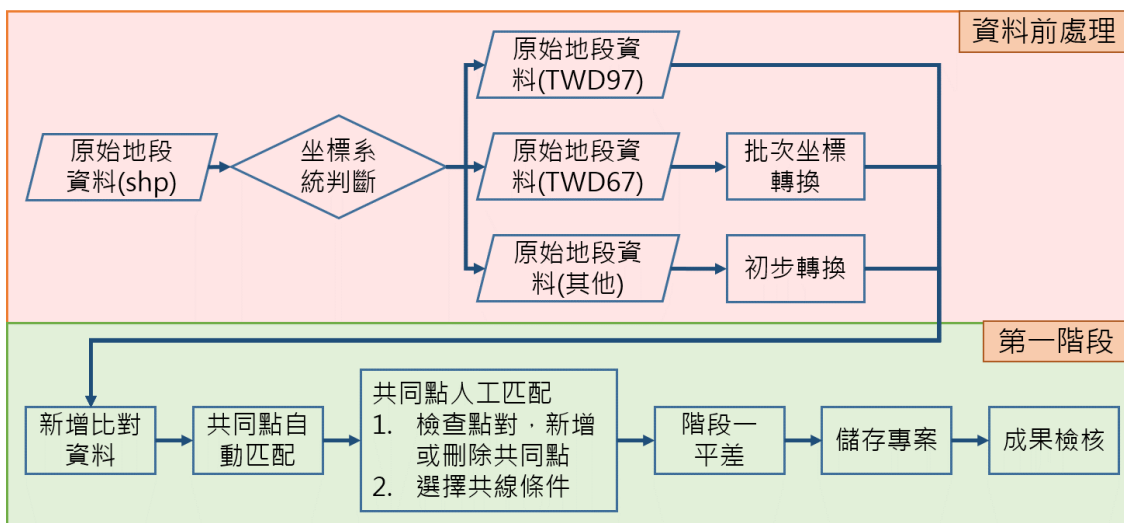 資料前處理
原始地段
資料(shp)
坐標系
統判斷
原始地段資
料(TWD97)
原始地段資
料(TWD67)
批次坐標
轉換
原始地段資
料(其他)
初步轉換
第一階段
新增比對
資料
共同點自
動匹配
共同點人工匹配
1. 檢查點對，新增
或刪除共同點
2. 選擇共線條件
階段一
平差
儲存專案
成果檢核